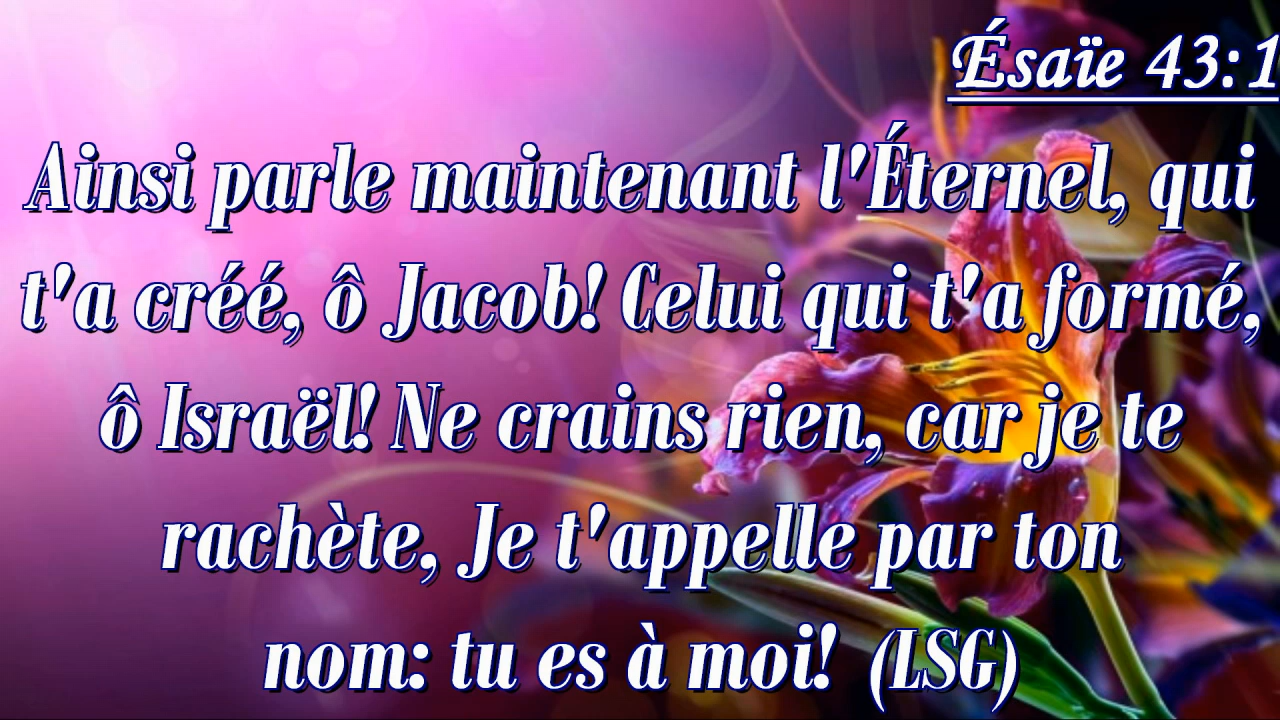 Ésaïe 43:1
Ainsi parle maintenant l'Éternel, qui
t'a créé, ô Jacob! Celui qui t'a formé,
ô Israël! Ne crains rien, car je te
rachète, Je t'appelle par ton
nom: tu es à moi! (LSG)